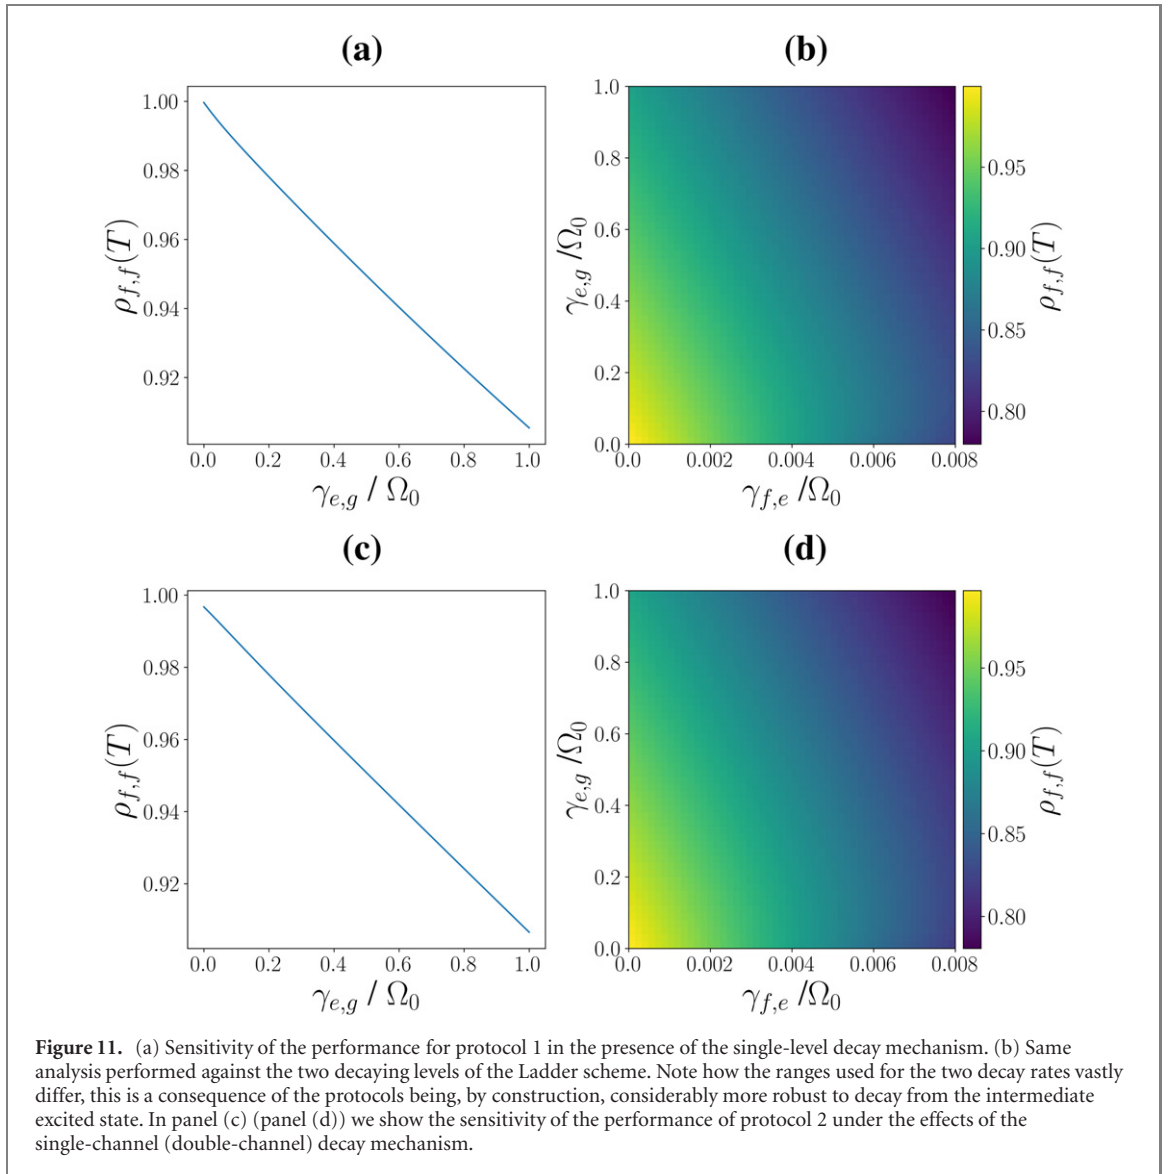 (a)
1.00
0.98
0.96
0.94
0.92
ρf,f(T)
0.0 0.2 0.4 0.6 0.8 1.0
γe,g / Ω0
(b)
1.0
0.8
0.6
0.4
0.2
0.0
γe,g /Ω0
0.0 0.002 0.004 0.006 0.008
γf,e /Ω0
0.95
0.90
0.85
0.80
ρf,f(T)
(c)
1.00
0.98
0.96
0.94
0.92
ρf,f(T)
0.0 0.2 0.4 0.6 0.8 1.0
γe,g / Ω0
(d)
1.0
0.8
0.6
0.4
0.2
0.0
γe,g /Ω0
0.0 0.002 0.004 0.006 0.008
γf,e /Ω0
0.95
0.90
0.85
0.80
ρf,f(T)
Figure 11. (a) Sensitivity of the performance for protocol 1 in the presence of the single-level decay mechanism. (b) Same
analysis performed against the two decaying levels of the Ladder scheme. Note how the ranges used for the two decay rates vastly
differ, this is a consequence of the protocols being, by construction, considerably more robust to decay from the intermediate
excited state. In panel (c) (panel (d)) we show the sensitivity of the performance of protocol 2 under the effects of the
single-channel (double-channel) decay mechanism.